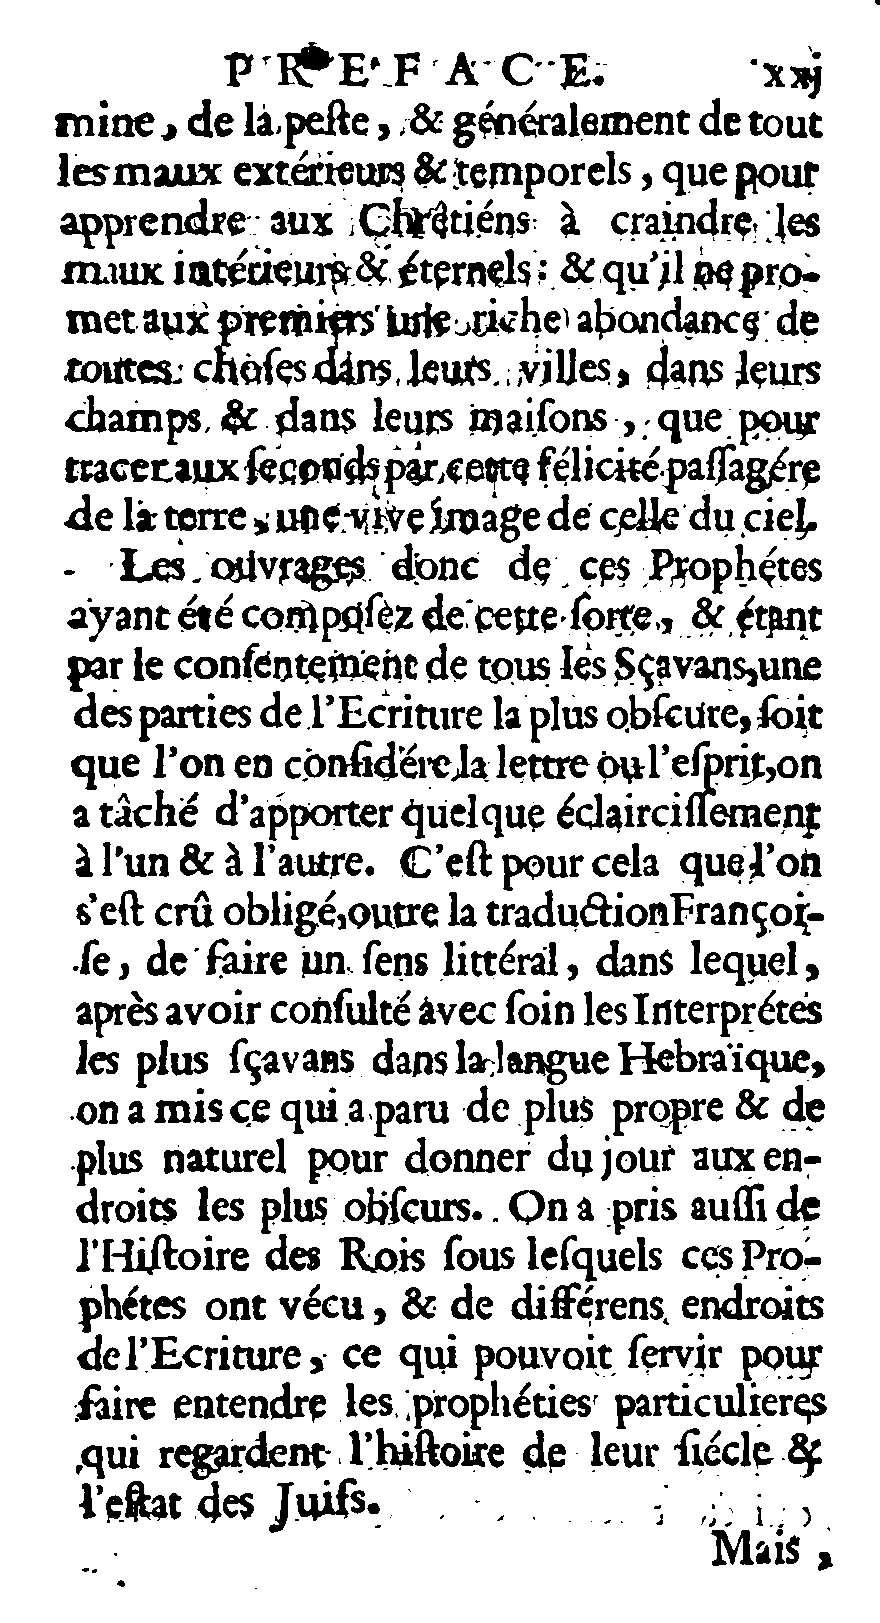 PREFACE. xxj
mine, de la peſte, & généralement de tout
les maux extérieurs & temporels, que pour
apprendre aux Chrêtiéns à craindre les
maux intérieurs & éternels: & qu'il ne pro-
met aux premiers une riche abondance de
toutes choſes dans leurs villes, dans leurs
champs & dans leurs maiſons, que pour
tracer aux ſeconds par cette félicité paſſagére
de la terre, une vive image de celle du ciel.
Les ouvrages donc de ces Prophétes
ayant été compoſez de cette ſorte, & étant
par le conſentement de tous les Sçavans, une
des parties de l'Ecriture la plus obſcure, ſoit
que l'on en conſidére la lettre ou l'eſprit, on
a tâché d'apporter quelque éclairciſſement
à l'un & à l'autre. C'eſt pour cela que l'on
s'eſt crû obligé, outre la traduction Françoi-
ſe, de faire un ſens littéral, dans lequel,
après avoir conſulté avec ſoin les Interprétes
les plus ſçavans dans la langue Hebraïque,
on a mis ce qui a paru de plus propre & de
plus naturel pour donner du jour aux en-
droits les plus obſcurs. On a pris auſſi de
l'Hiſtoire des Rois ſous leſquels ces Pro-
phétes ont vécu, & de différens endroits
de l'Ecriture, ce qui pouvoit ſervir pour
faire entendre les prophéties particulieres
qui regardent l'hiſtoire de leur ſiécle &
l'eſtat des Juifs.
Mais,